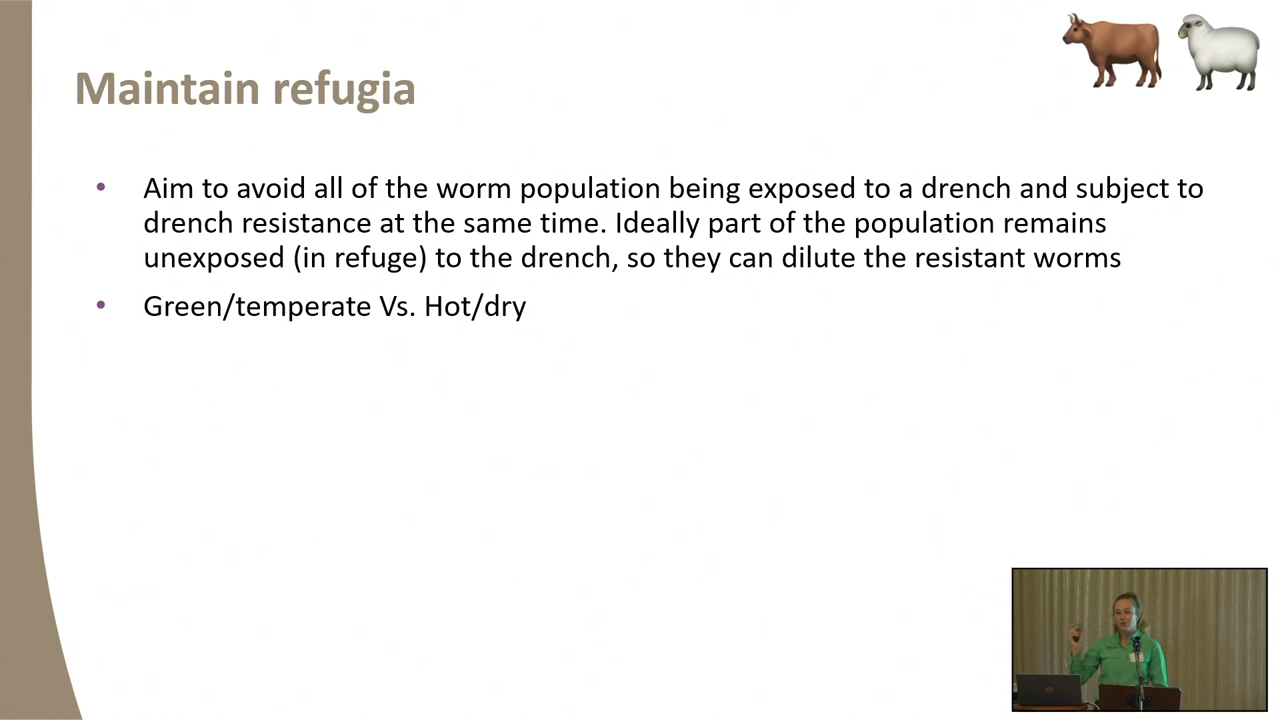 Maintain refugia
• Aim to avoid all of the worm population being exposed to a drench and subject to
drench resistance at the same time. Ideally part of the population remains
unexposed (in refuge) to the drench, so they can dilute the resistant worms
• Green/temperate Vs. Hot/dry